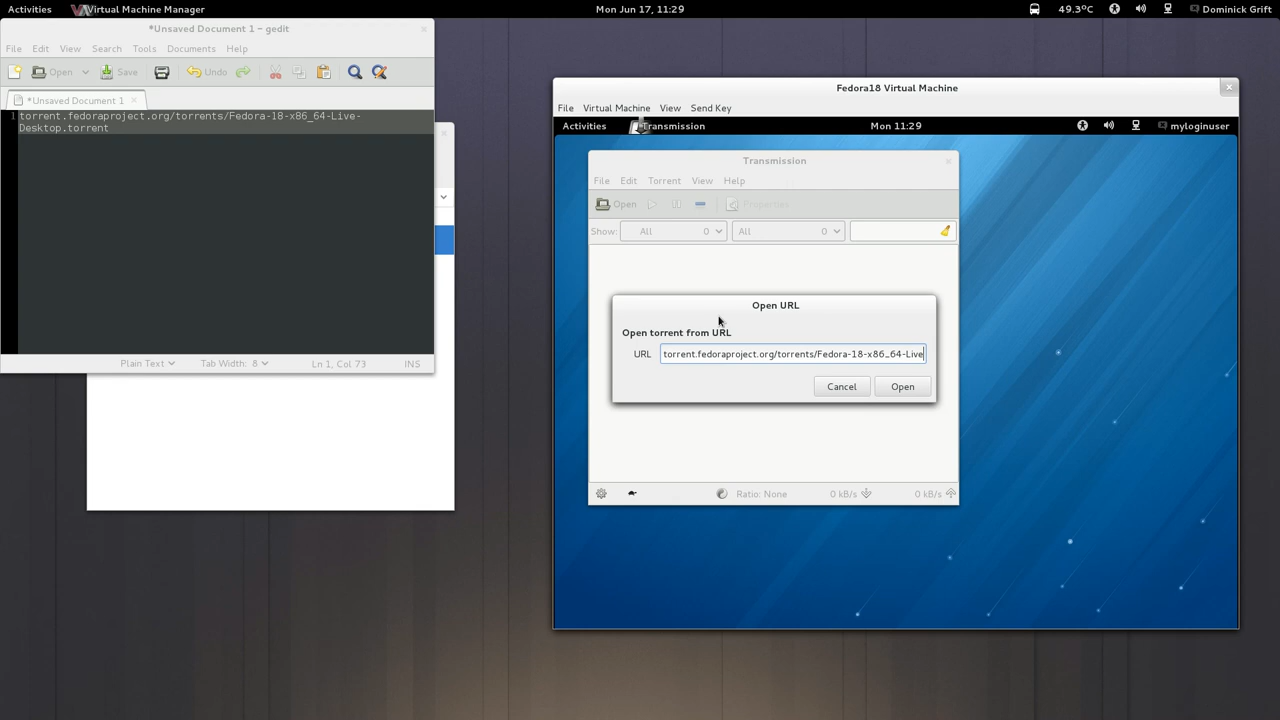 Activities Virtual Machine Manager Mon Jun 17, 11:29 49.3°C Dominick Grift
*Unsaved Document 1 - gedit
File Edit View Search Tools Documents Help
Open Save Undo
*Unsaved Document 1
1 torrent.fedoraproject.org/torrents/Fedora-18-x86_64-Live-
Desktop.torrent
Plain Text Tab Width: 8 Ln 1, Col 73 INS
Fedora18 Virtual Machine
File Virtual Machine View Send Key
Activities Transmission Mon 11:29 myloginuser
Transmission
File Edit Torrent View Help
Open Properties
Show: All 0 All 0
Open URL
Open torrent from URL
URL torrent.fedoraproject.org/torrents/Fedora-18-x86_64-Live
Cancel Open
Ratio: None 0 kB/s 0 kB/s